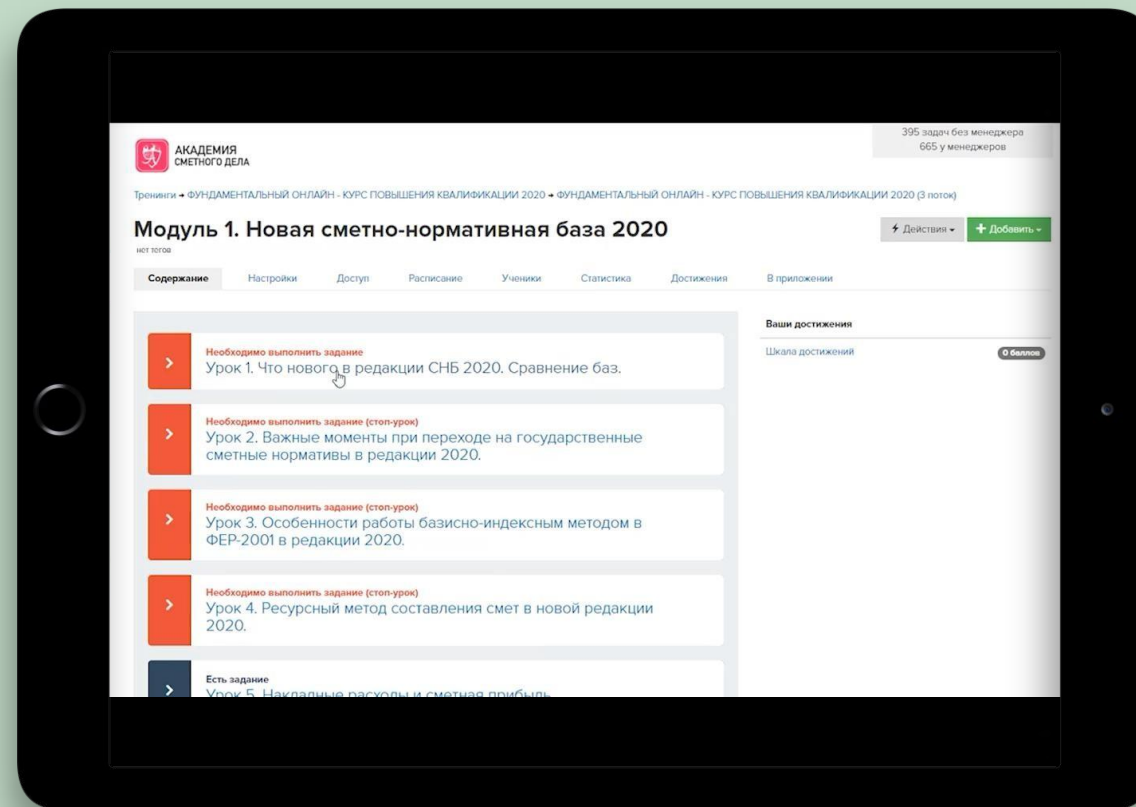 АКАДЕМИЯ
СМЕТНОГО ДЕЛА
395 задач без менеджера
665 у менеджеров
Тренинги → ФУНДАМЕНТАЛЬНЫЙ ОНЛАЙН - КУРС ПОВЫШЕНИЯ КВАЛИФИКАЦИИ 2020 → ФУНДАМЕНТАЛЬНЫЙ ОНЛАЙН - КУРС ПОВЫШЕНИЯ КВАЛИФИКАЦИИ 2020 (3 поток)
Модуль 1. Новая сметно-нормативная база 2020
нет тегов
Действия
+ Добавить
Содержание Настройки Доступ Расписание Ученики Статистика Достижения В приложении
Необходимо выполнить задание
Урок 1. Что нового в редакции СНБ 2020. Сравнение баз.
Необходимо выполнить задание (стоп-урок)
Урок 2. Важные моменты при переходе на государственные
сметные нормативы в редакции 2020.
Необходимо выполнить задание (стоп-урок)
Урок 3. Особенности работы базисно-индексным методом в
ФЕР-2001 в редакции 2020.
Необходимо выполнить задание (стоп-урок)
Урок 4. Ресурсный метод составления смет в новой редакции
2020.
Есть задание
Урок 5. Накладные расходы и сметная прибыль
Ваши достижения
Шкала достижений 0 баллов